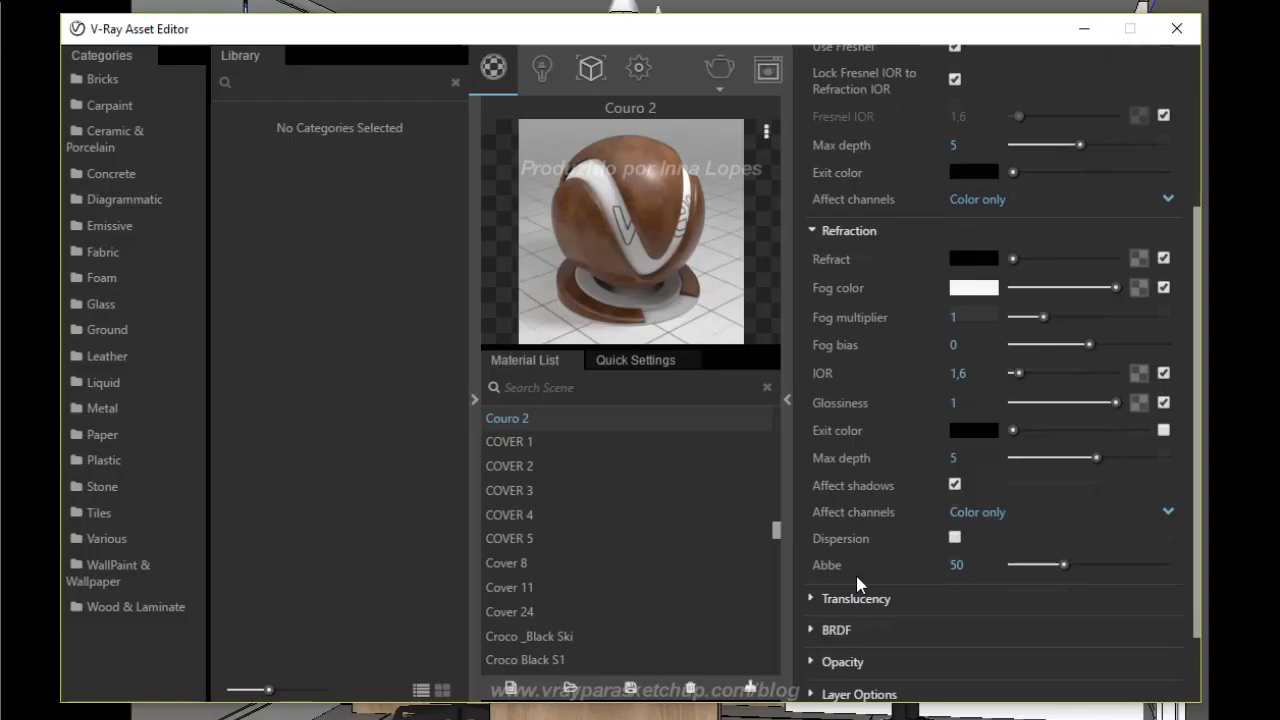 V-Ray Asset Editor
Categories
Bricks
Carpaint
Ceramic &
Porcelain
Concrete
Diagrammatic
Emissive
Fabric
Foam
Glass
Ground
Leather
Liquid
Metal
Paper
Plastic
Stone
Tiles
Various
WallPaint &
Wallpaper
Wood & Laminate
Library
No Categories Selected
Couro 2
Produzido por Inna Lopes
Material List
Quick Settings
Search Scene
Couro 2
COVER 1
COVER 2
COVER 3
COVER 4
COVER 5
Cover 8
Cover 11
Cover 24
Croco _Black Ski
Croco Black S1
www.vrayparasketchup.com/blog
Use Fresnel
Lock Fresnel IOR to
Refraction IOR
Fresnel IOR 1,6
Max depth 5
Exit color
Affect channels Color only
Refraction
Refract
Fog color
Fog multiplier 1
Fog bias 0
IOR 1,6
Glossiness 1
Exit color
Max depth 5
Affect shadows
Affect channels Color only
Dispersion
Abbe 50
Translucency
BRDF
Opacity
Layer Options